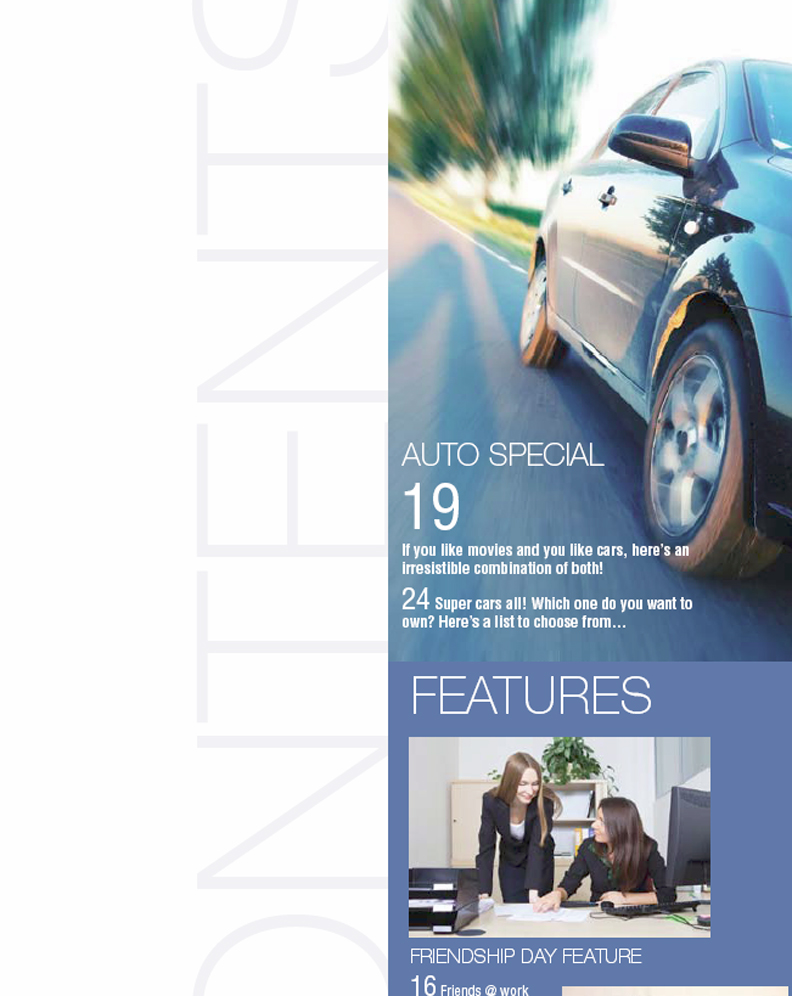 ONTENTS
AUTO SPECIAL
19
If you like movies and you like cars, here's an
irresistible combination of both!
24 Super cars all! Which one do you want to
own? Here's a list to choose from...
FEATURES
FRIENDSHIP DAY FEATURE
16 Friends @ work